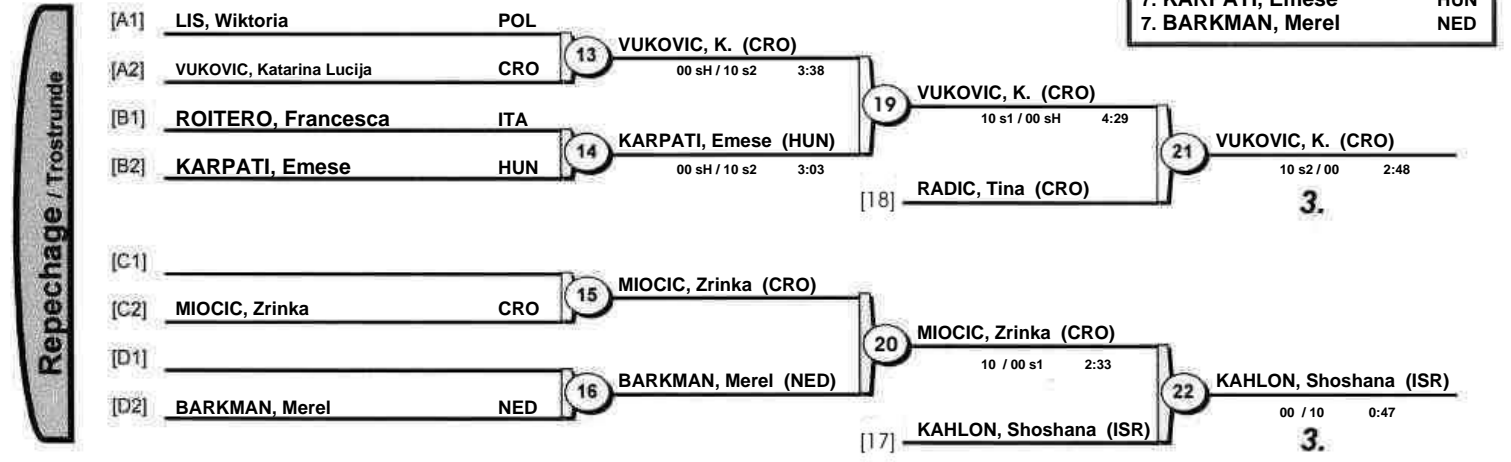 7. KARPATI, Emese HUN
7. BARKMAN, Merel NED
Repechage / Trostrunde
[A1] LIS, Wiktoria POL
[A2] VUKOVIC, Katarina Lucija CRO
13
VUKOVIC, K. (CRO)
00 sH / 10 s2 3:38
[B1] ROITERO, Francesca ITA
[B2] KARPATI, Emese HUN
14
KARPATI, Emese (HUN)
00 sH / 10 s2 3:03
19
VUKOVIC, K. (CRO)
10 s1 / 00 sH 4:29
[18] RADIC, Tina (CRO)
21
VUKOVIC, K. (CRO)
10 s2 / 00 2:48
3.
[C1]
[C2] MIOCIC, Zrinka CRO
15
MIOCIC, Zrinka (CRO)
[D1]
[D2] BARKMAN, Merel NED
16
BARKMAN, Merel (NED)
20
MIOCIC, Zrinka (CRO)
10 / 00 s1 2:33
[17] KAHLON, Shoshana (ISR)
22
KAHLON, Shoshana (ISR)
00 / 10 0:47
3.